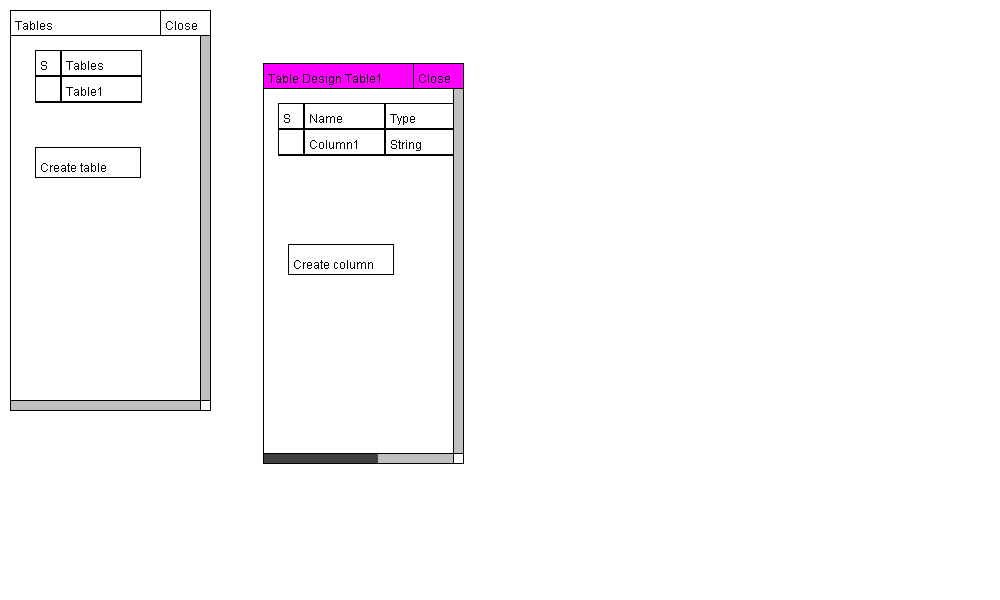 Tables Close
S Tables
Table1
Create table
Table Design Table1 Close
S Name Type
Column1 String
Create column